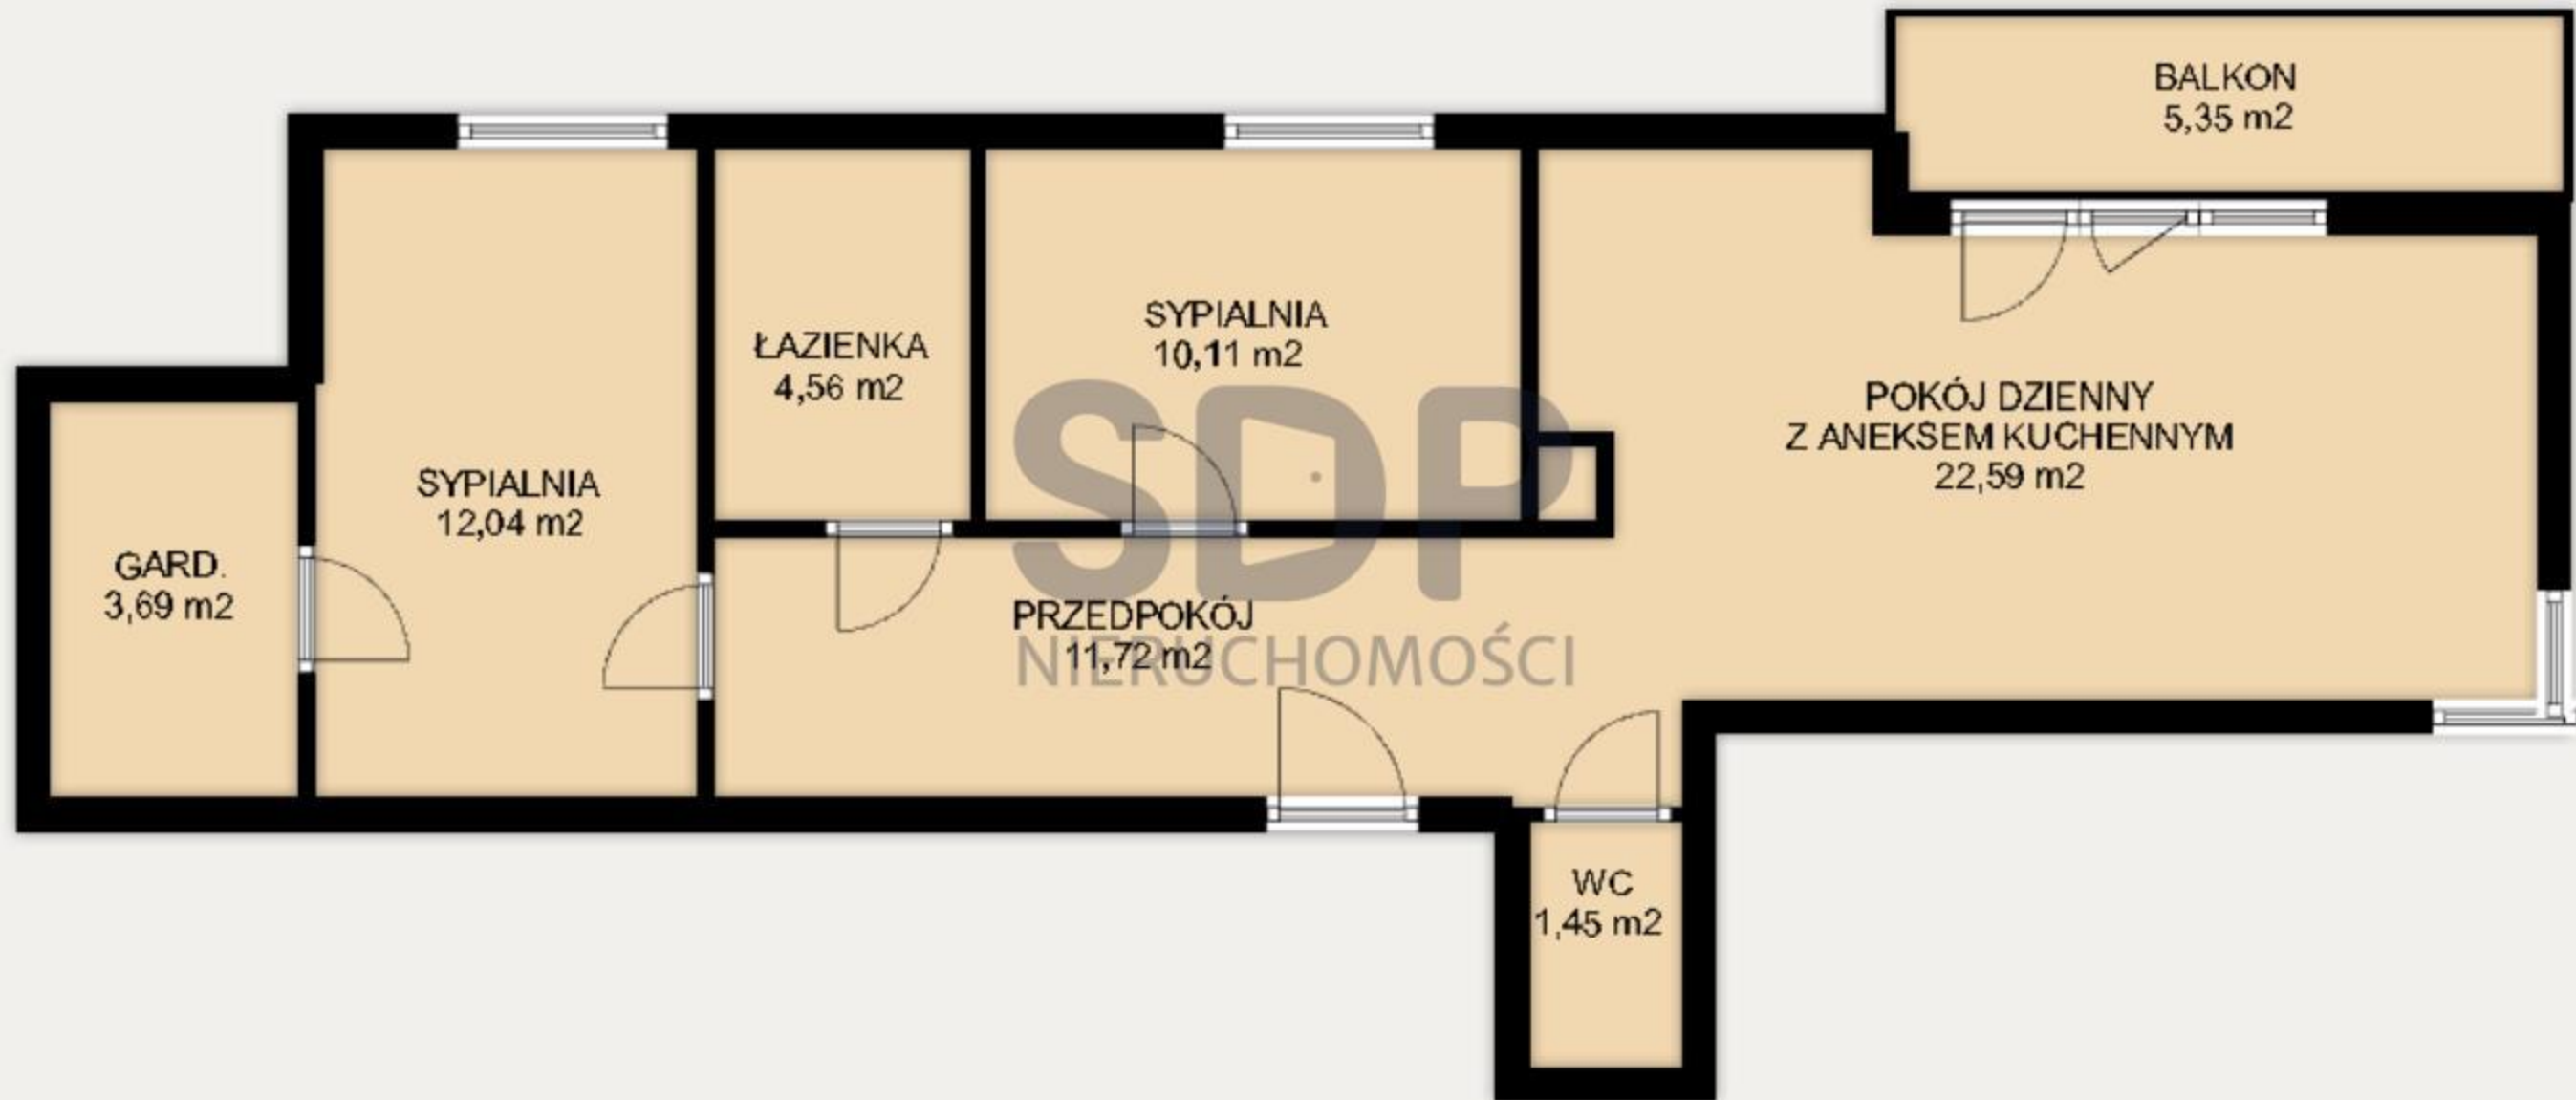 BALKON
5,35 m2
SYPIALNIA
10,11 m2
ŁAZIENKA
4,56 m2
POKÓJ DZIENNY
Z ANEKSEM KUCHENNYM
22,59 m2
SYPIALNIA
12,04 m2
GARD.
3,69 m2
SDP
NIERUCHOMOŚCI
PRZEDPOKÓJ
11,72 m2
WC
1,45 m2